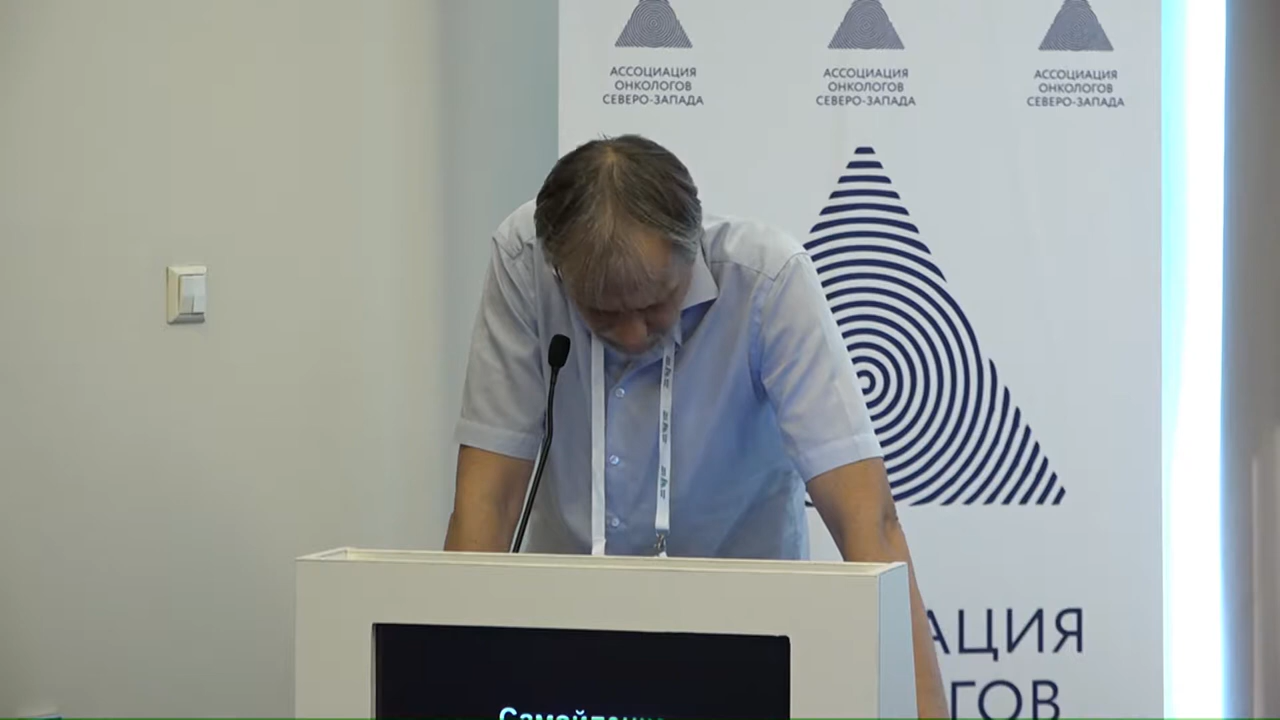 АССОЦИАЦИЯ
ОНКОЛОГОВ
СЕВЕРО-ЗАПАДА
АССОЦИАЦИЯ
ОНКОЛОГОВ
СЕВЕРО-ЗАПАДА
АССОЦИАЦИЯ
ОНКОЛОГОВ
СЕВЕРО-ЗАПАДА
АЦИЯ
ГОВ